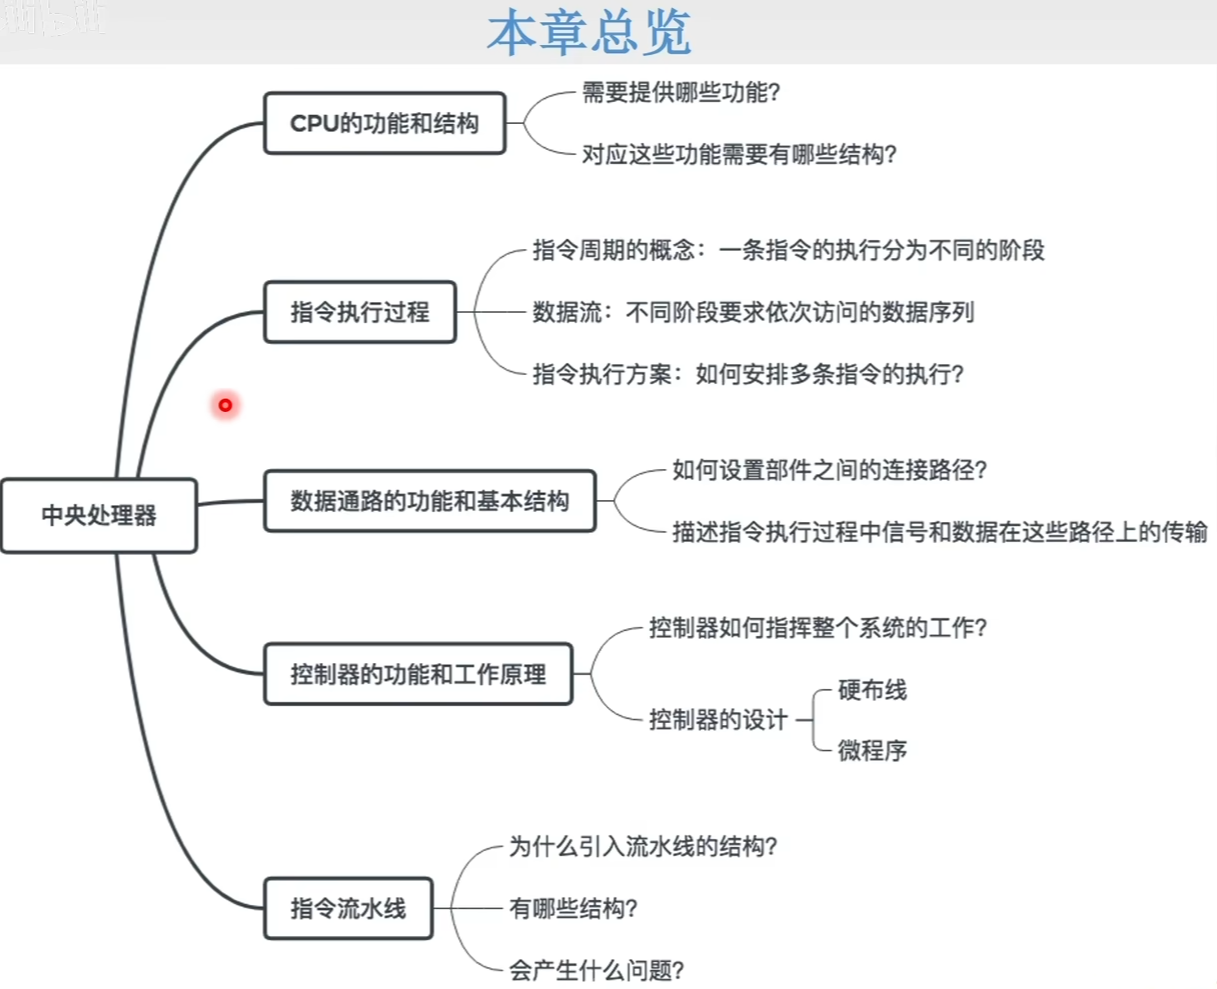 本章总览
CPU的功能和结构
需要提供哪些功能?
对应这些功能需要有哪些结构?
指令执行过程
指令周期的概念：一条指令的执行分为不同的阶段
数据流：不同阶段要求依次访问的数据序列
指令执行方案：如何安排多条指令的执行?
中央处理器
数据通路的功能和基本结构
如何设置部件之间的连接路径?
描述指令执行过程中信号和数据在这些路径上的传输
控制器的功能和工作原理
控制器如何指挥整个系统的工作?
控制器的设计
硬布线
微程序
指令流水线
为什么引入流水线的结构?
有哪些结构?
会产生什么问题?